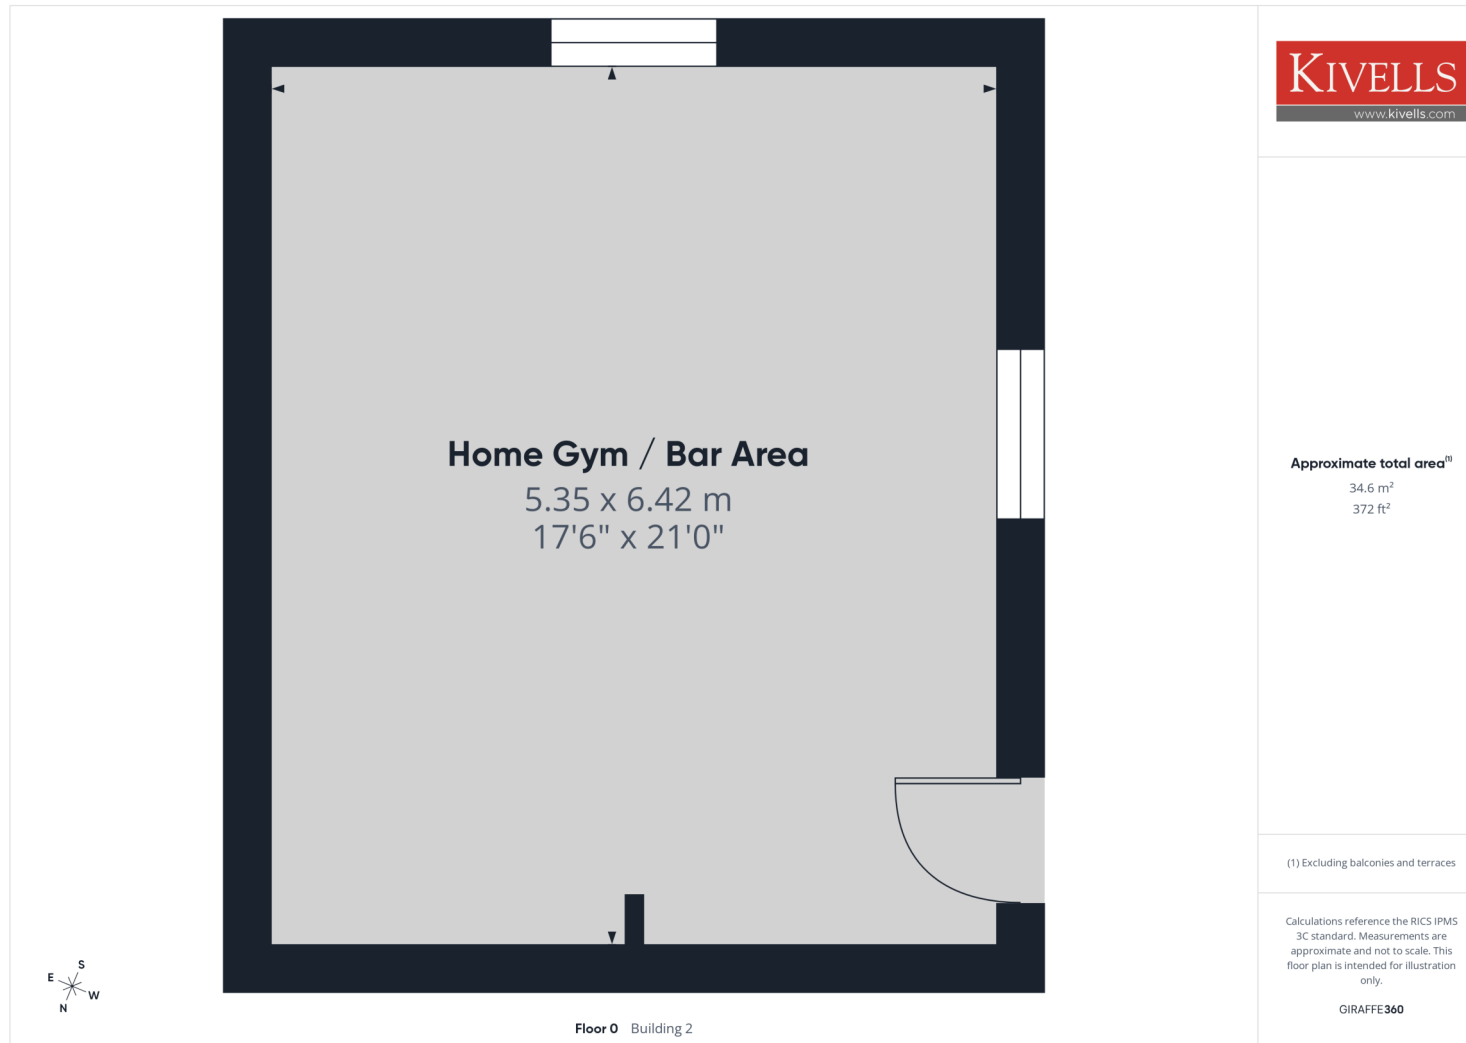 KIVELLS
www.kivells.com
Home Gym / Bar Area
5.35 x 6.42 m
17'6" x 21'0"
Approximate total area(1)
34.6 m²
372 ft²
(1) Excluding balconies and terraces
Calculations reference the RICS IPMS
3C standard. Measurements are
approximate and not to scale. This
floor plan is intended for illustration
only.
GIRAFFE360
S
E
W
N
Floor 0 Building 2